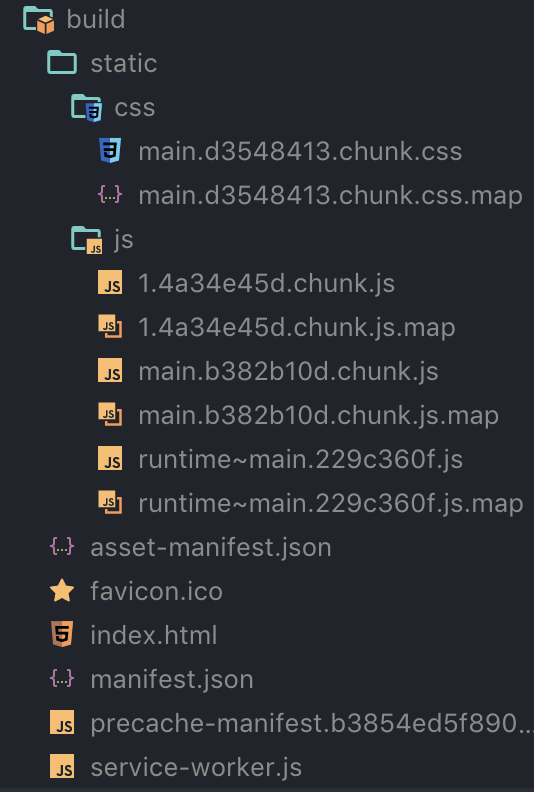 build
static
css
main.d3548413.chunk.css
main.d3548413.chunk.css.map
js
1.4a34e45d.chunk.js
1.4a34e45d.chunk.js.map
main.b382b10d.chunk.js
main.b382b10d.chunk.js.map
runtime~main.229c360f.js
runtime~main.229c360f.js.map
asset-manifest.json
favicon.ico
index.html
manifest.json
precache-manifest.b3854ed5f890...
service-worker.js